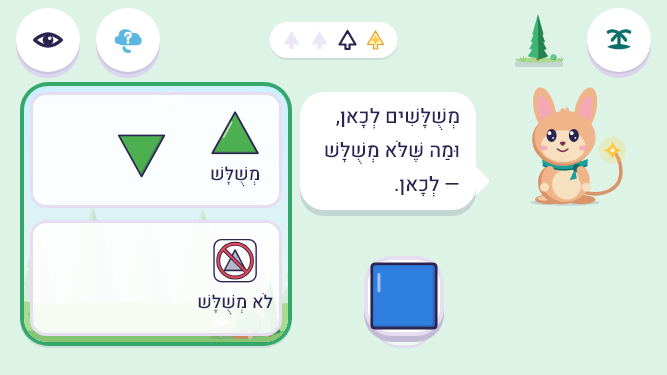 מְשֻׁלָּשִׁים לְכָאן,
וּמַה שֶּׁלֹּא מְשֻׁלָּשׁ
– לְכָאן.
מְשֻׁלָּשׁ
לֹא מְשֻׁלָּשׁ